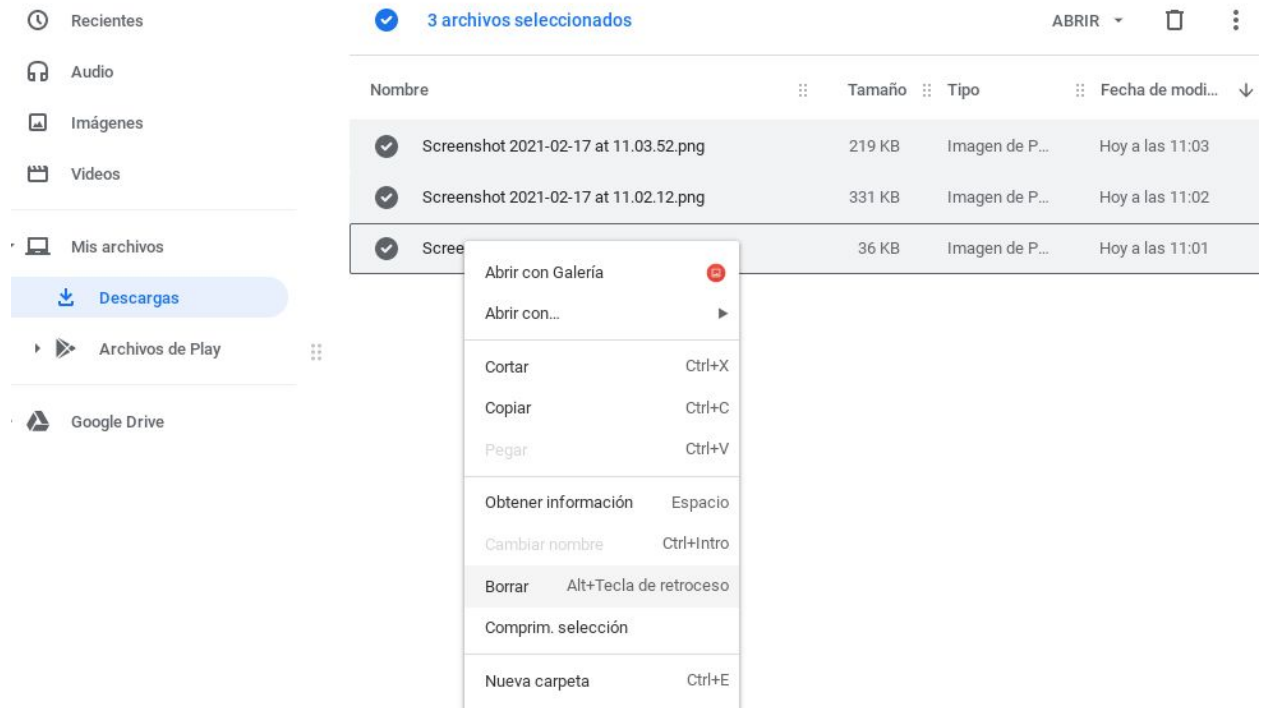 Recientes
Audio
Imágenes
Videos
Mis archivos
Descargas
Archivos de Play
Google Drive
3 archivos seleccionados ABRIR
Nombre Tamaño Tipo Fecha de modi...
Screenshot 2021-02-17 at 11.03.52.png 219 KB Imagen de P... Hoy a las 11:03
Screenshot 2021-02-17 at 11.02.12.png 331 KB Imagen de P... Hoy a las 11:02
Scree 36 KB Imagen de P... Hoy a las 11:01
Abrir con Galería
Abrir con...
Cortar Ctrl+X
Copiar Ctrl+C
Pegar Ctrl+V
Obtener información Espacio
Cambiar nombre Ctrl+Intro
Borrar Alt+Tecla de retroceso
Comprim. selección
Nueva carpeta Ctrl+E